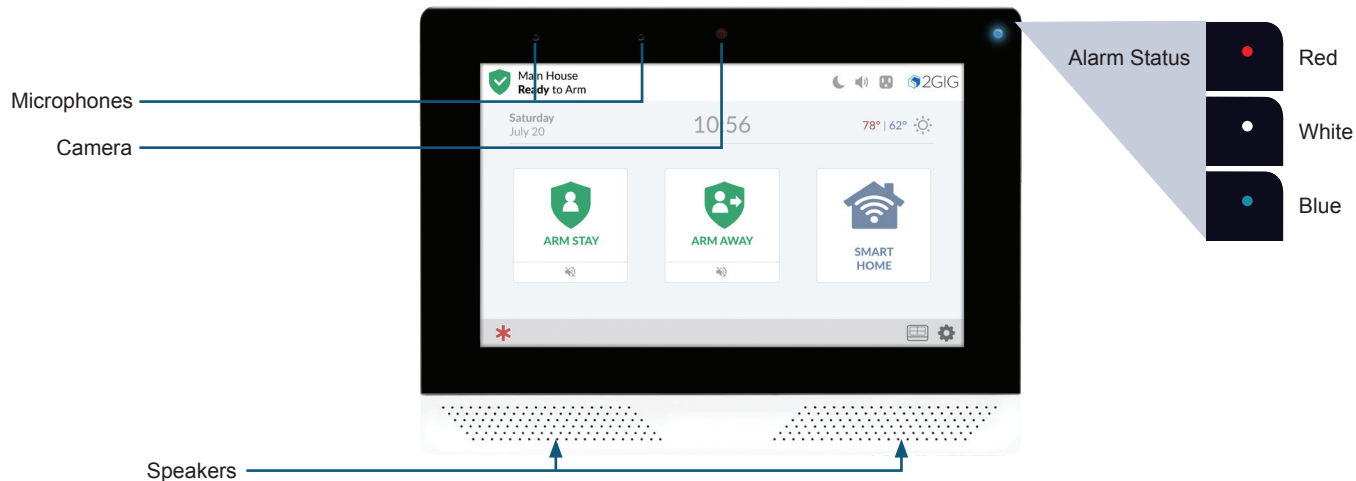 Alarm Status
Red
White
Blue
Microphones
Camera
Speakers
Main House
Ready to Arm
2GIG
Saturday
July 20
10:56
78° | 62°
ARM STAY
ARM AWAY
SMART
HOME